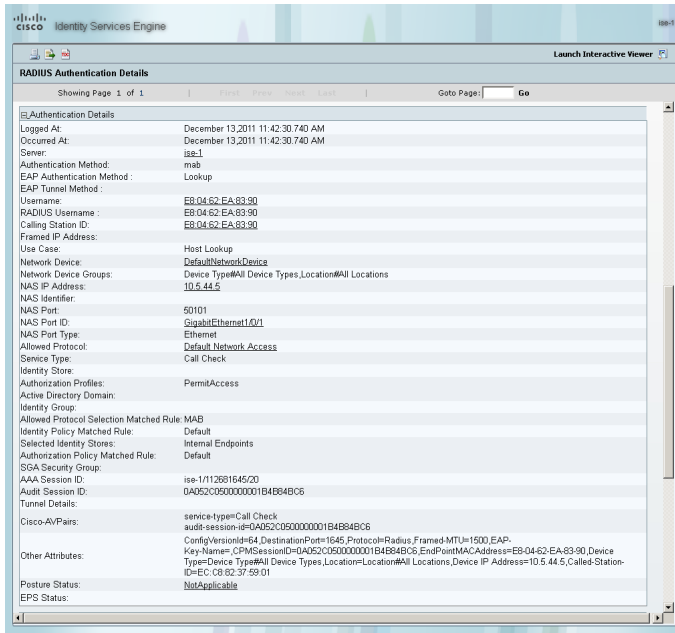 cisco Identity Services Engine
ise-1
Launch Interactive Viewer
RADIUS Authentication Details
Showing Page 1 of 1 | First Prev Next Last | Goto Page: Go
Authentication Details
Logged At: December 13,2011 11:42:30.740 AM
Occurred At: December 13,2011 11:42:30.740 AM
Server: ise-1
Authentication Method: mab
EAP Authentication Method : Lookup
EAP Tunnel Method :
Username: E8:04:62:EA:83:90
RADIUS Username : E8:04:62:EA:83:90
Calling Station ID: E8:04:62:EA:83:90
Framed IP Address:
Use Case: Host Lookup
Network Device: DefaultNetworkDevice
Network Device Groups: Device Type#All Device Types,Location#All Locations
NAS IP Address: 10.5.44.5
NAS Identifier:
NAS Port: 50101
NAS Port ID: GigabitEthernet1/0/1
NAS Port Type: Ethernet
Allowed Protocol: Default Network Access
Service Type: Call Check
Identity Store:
Authorization Profiles: PermitAccess
Active Directory Domain:
Identity Group:
Allowed Protocol Selection Matched Rule: MAB
Identity Policy Matched Rule: Default
Selected Identity Stores: Internal Endpoints
Authorization Policy Matched Rule: Default
SGA Security Group:
AAA Session ID: ise-1/112681645/20
Audit Session ID: 0A052C0500000001B4B84BC6
Tunnel Details:
Cisco-AVPairs: service-type=Call Check
audit-session-id=0A052C0500000001B4B84BC6
Other Attributes: ConfigVersionId=64,DestinationPort=1645,Protocol=Radius,Framed-MTU=1500,EAP-
Key-Name=,CPMSessionID=0A052C0500000001B4B84BC6,EndPointMACAddress=E8-04-62-EA-83-90,Device
Type=Device Type#All Device Types,Location=Location#All Locations,Device IP Address=10.5.44.5,Called-Station-
ID=EC:C8:82:37:59:01
Posture Status: NotApplicable
EPS Status: